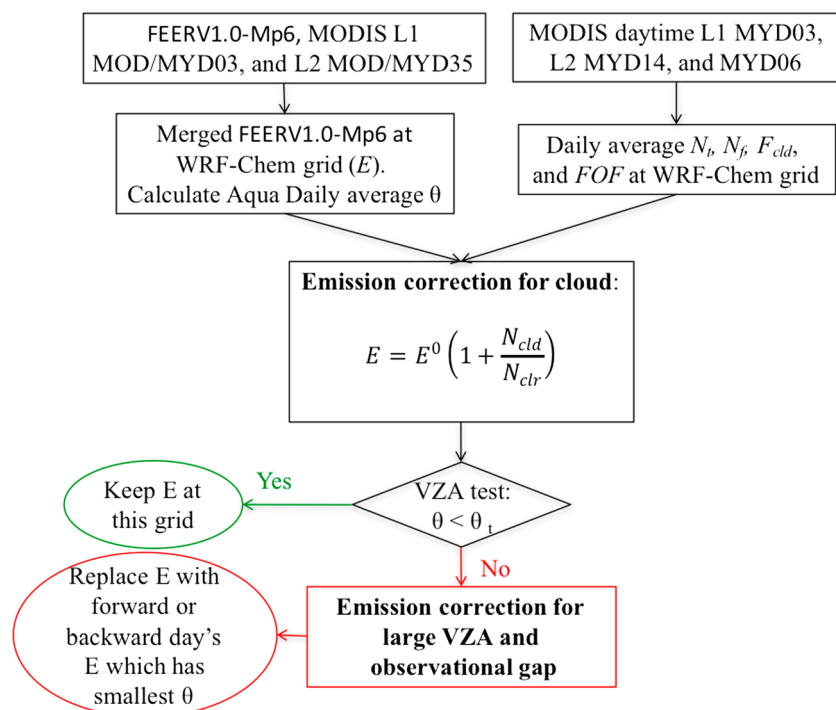 FEERV1.0-Mp6, MODIS L1
MOD/MYD03, and L2 MOD/MYD35
MODIS daytime L1 MYD03,
L2 MYD14, and MYD06
Merged FEERV1.0-Mp6 at
WRF-Chem grid (E).
Calculate Aqua Daily average θ
Daily average Nt, Nf, Fcld,
and FOF at WRF-Chem grid
Emission correction for cloud:
E = E⁰ (1 + Ncld/Nclr)
VZA test:
θ < θt
Yes
Keep E at
this grid
No
Emission correction for
large VZA and
observational gap
Replace E with
forward or
backward day's
E which has
smallest θ